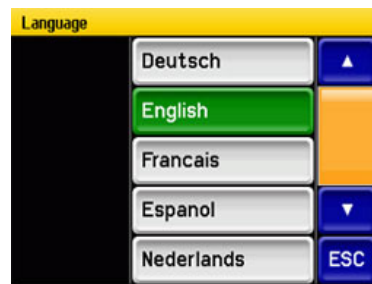 Language
Deutsch
▲
English
Francais
Espanol
▼
Nederlands
ESC